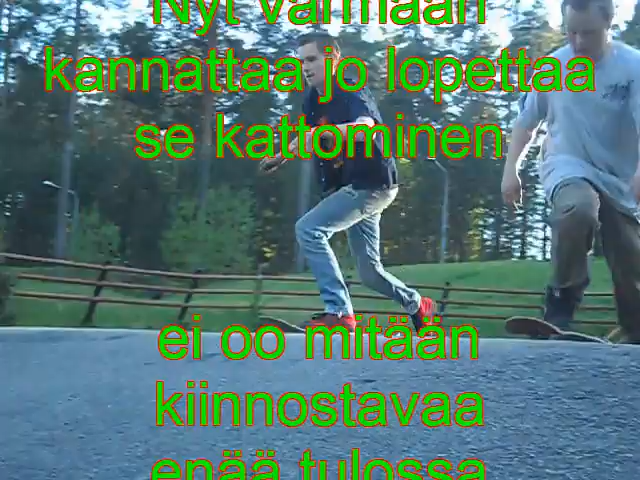 Nyt varmaan
kannattaa jo lopettaa
se kattominen
ei oo mitään
kiinnostavaa
enää tulossa